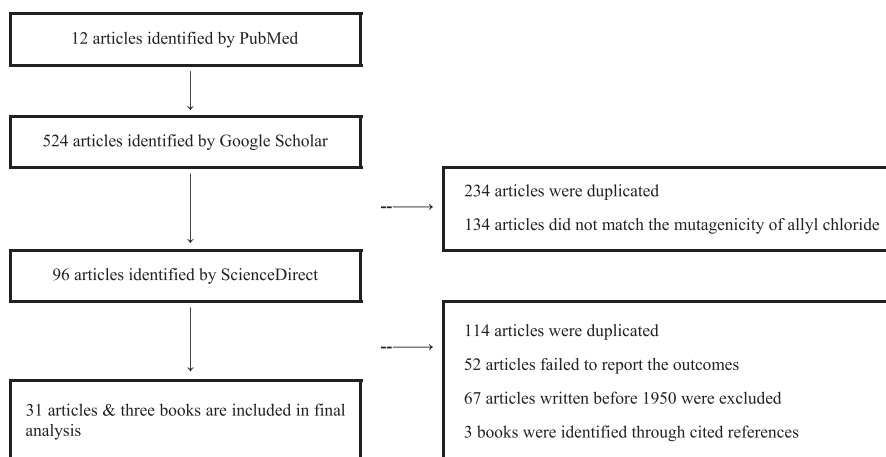 12 articles identified by PubMed
524 articles identified by Google Scholar
234 articles were duplicated
134 articles did not match the mutagenicity of allyl chloride
96 articles identified by ScienceDirect
114 articles were duplicated
52 articles failed to report the outcomes
67 articles written before 1950 were excluded
3 books were identified through cited references
31 articles & three books are included in final
analysis